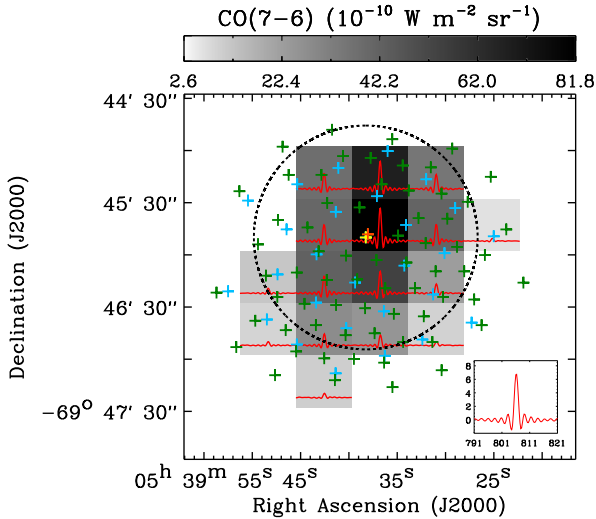 CO(7−6) (10⁻¹⁰ W m⁻² sr⁻¹)
2.6 22.4 42.2 62.0 81.8
44′ 30′′
45′ 30′′
46′ 30′′
−69° 47′ 30′′
Declination (J2000)
8
6
4
2
0
791 801 811 821
05ʰ 39ᵐ 55ˢ 45ˢ 35ˢ 25ˢ
Right Ascension (J2000)